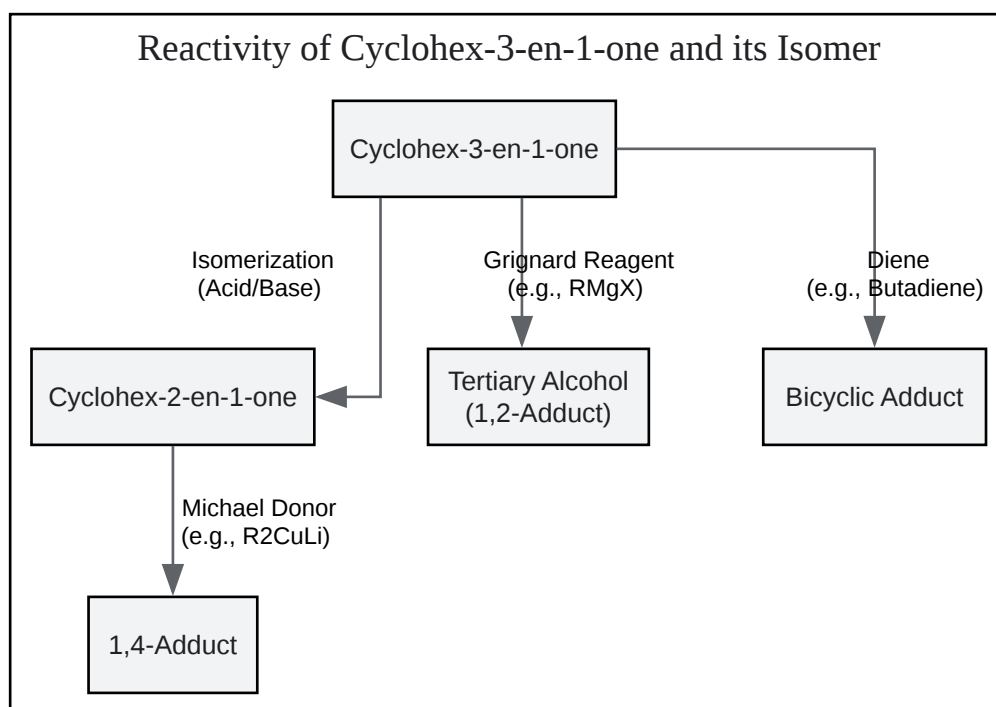 Reactivity of Cyclohex-3-en-1-one and its Isomer
Cyclohex-3-en-1-one
Isomerization
(Acid/Base)
Grignard Reagent
(e.g., RMgX)
Diene
(e.g., Butadiene)
Cyclohex-2-en-1-one
Tertiary Alcohol
(1,2-Adduct)
Bicyclic Adduct
Michael Donor
(e.g., R2CuLi)
1,4-Adduct